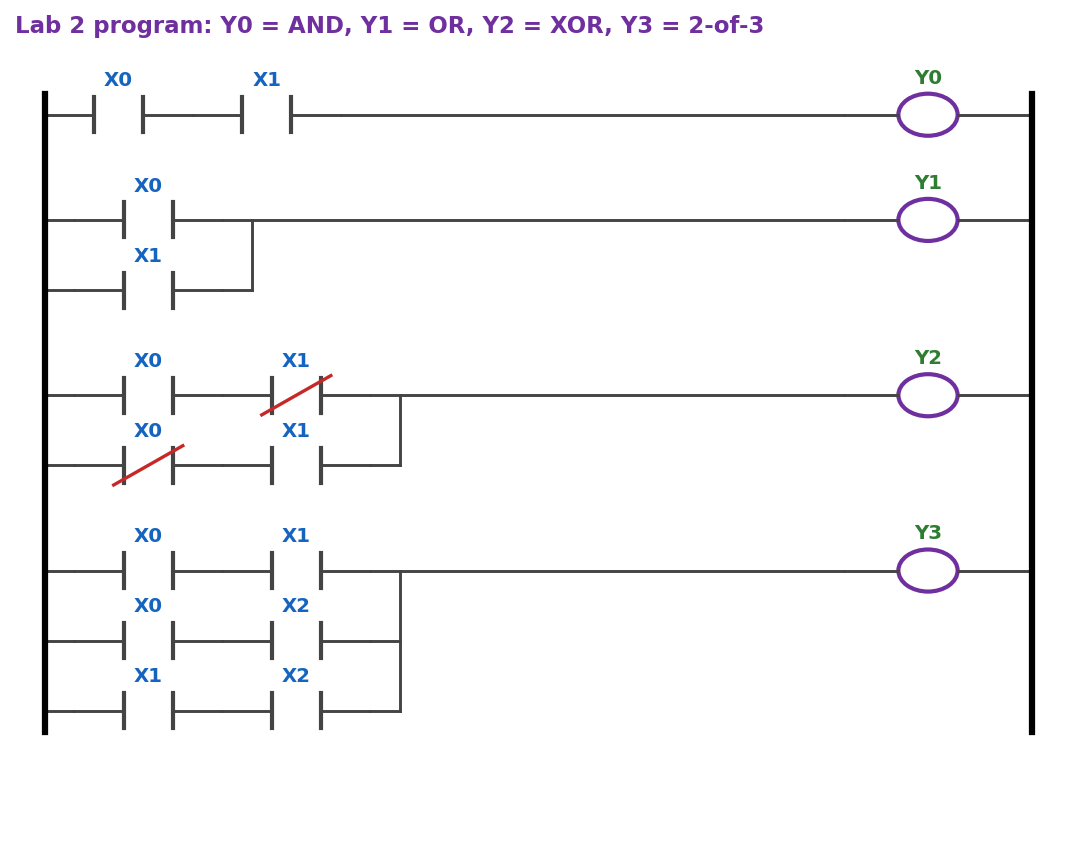 Lab 2 program: Y0 = AND, Y1 = OR, Y2 = XOR, Y3 = 2-of-3
X0 X1 Y0
X0 Y1
X1
X0 X1 Y2
X0 X1
X0 X1 Y3
X0 X2
X1 X2